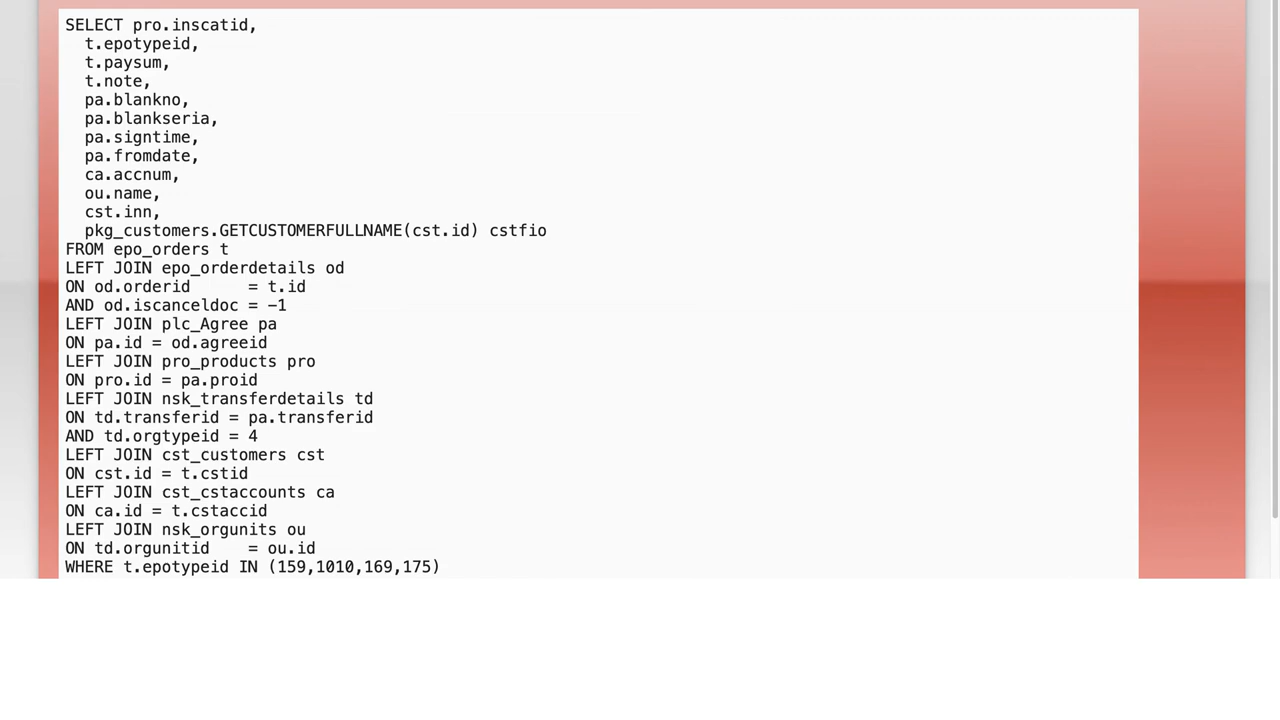 SELECT pro.inscatid,
  t.epotypeid,
  t.paysum,
  t.note,
  pa.blankno,
  pa.blankseria,
  pa.signtime,
  pa.fromdate,
  ca.accnum,
  ou.name,
  cst.inn,
  pkg_customers.GETCUSTOMERFULLNAME(cst.id) cstfio
FROM epo_orders t
LEFT JOIN epo_orderdetails od
ON od.orderid      = t.id
AND od.iscanceldoc = -1
LEFT JOIN plc_Agree pa
ON pa.id = od.agreeid
LEFT JOIN pro_products pro
ON pro.id = pa.proid
LEFT JOIN nsk_transferdetails td
ON td.transferid = pa.transferid
AND td.orgtypeid = 4
LEFT JOIN cst_customers cst
ON cst.id = t.cstid
LEFT JOIN cst_cstaccounts ca
ON ca.id = t.cstaccid
LEFT JOIN nsk_orgunits ou
ON td.orgunitid    = ou.id
WHERE t.epotypeid IN (159,1010,169,175)